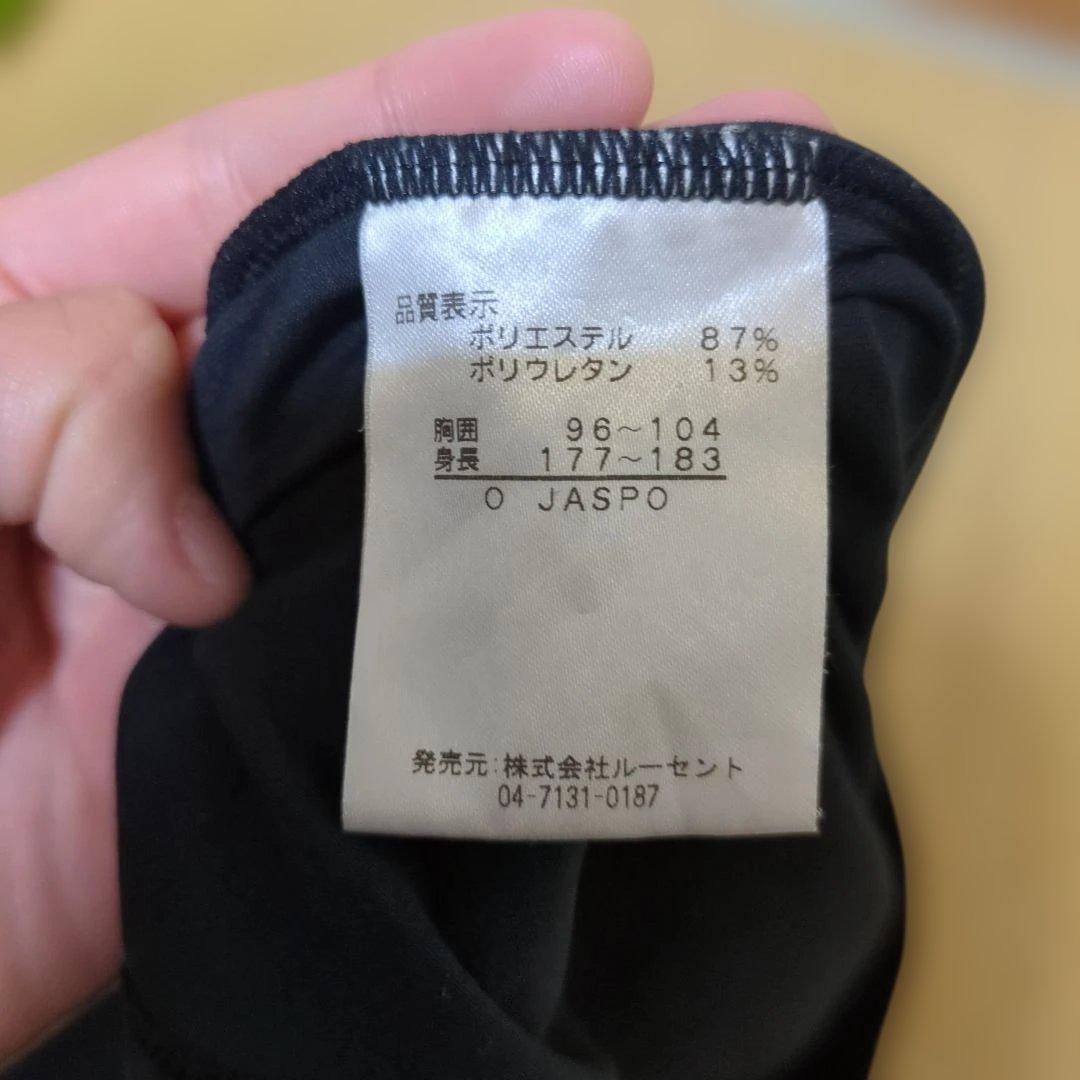 品質表示
ポリエステル 87%
ポリウレタン 13%
胸囲 96~104
身長 177~183
O JASPO
発売元:株式会社ルーセント
04-7131-0187